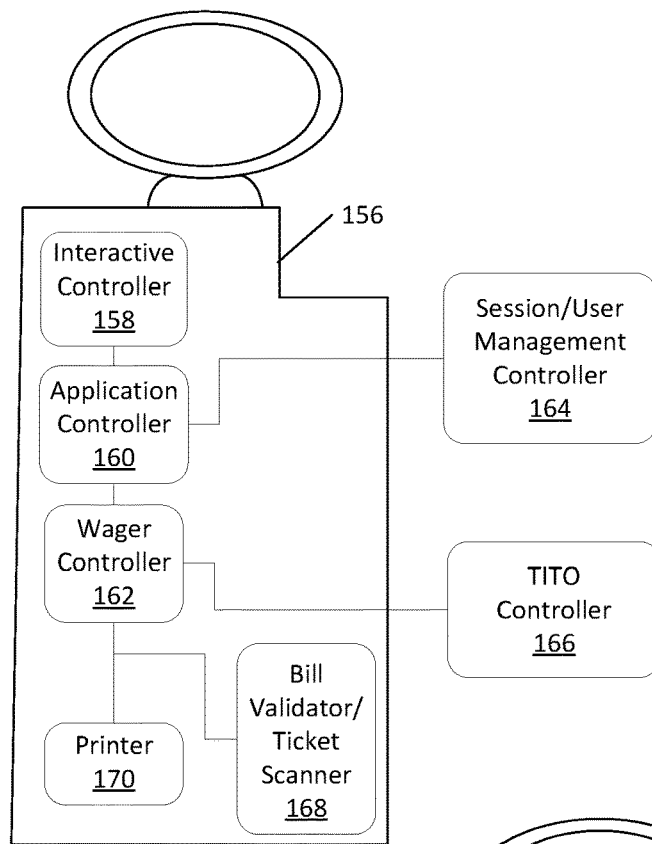 156
Interactive
Controller
158
Session/User
Management
Controller
164
Application
Controller
160
Wager
Controller
162
TITO
Controller
166
Bill
Validator/
Ticket
Scanner
168
Printer
170